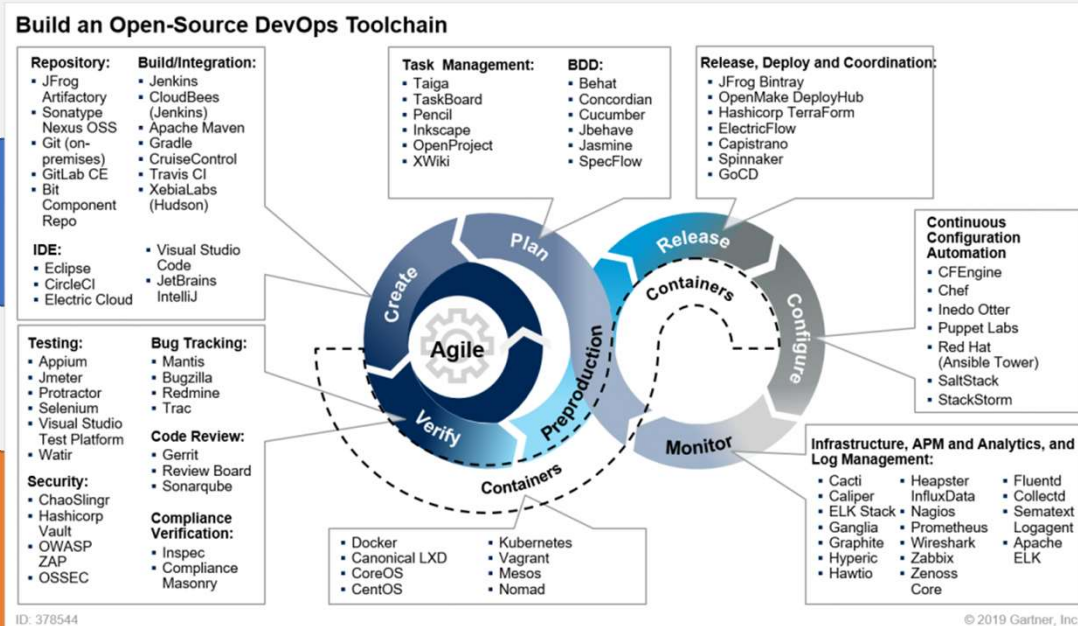 Build an Open-Source DevOps Toolchain
Repository:
JFrog
Artifactory
Sonatype
Nexus OSS
Git (on-
premises)
GitLab CE
Bit
Component
Repo
Build/Integration:
Jenkins
CloudBees
(Jenkins)
Apache Maven
Gradle
CruiseControl
Travis CI
XebiaLabs
(Hudson)
IDE:
Eclipse
CircleCI
Electric Cloud
Visual Studio
Code
JetBrains
IntelliJ
Task Management:
Taiga
TaskBoard
Pencil
Inkscape
OpenProject
XWiki
BDD:
Behat
Concordian
Cucumber
Jbehave
Jasmine
SpecFlow
Release, Deploy and Coordination:
JFrog Bintray
OpenMake DeployHub
Hashicorp TerraForm
ElectricFlow
Capistrano
Spinnaker
GoCD
Continuous
Configuration
Automation
CFEngine
Chef
Inedo Otter
Puppet Labs
Red Hat
(Ansible Tower)
SaltStack
StackStorm
Plan
Create
Agile
Verify
Preproduction
Containers
Release
Containers
Configure
Monitor
Testing:
Appium
Jmeter
Protractor
Selenium
Visual Studio
Test Platform
Watir
Security:
ChaoSlingr
Hashicorp
Vault
OWASP
ZAP
OSSEC
Bug Tracking:
Mantis
Bugzilla
Redmine
Trac
Code Review:
Gerrit
Review Board
Sonarqube
Compliance
Verification:
Inspec
Compliance
Masonry
Docker
Canonical LXD
CoreOS
CentOS
Kubernetes
Vagrant
Mesos
Nomad
Infrastructure, APM and Analytics, and
Log Management:
Cacti
Caliper
ELK Stack
Ganglia
Graphite
Hyperic
Hawtio
Heapster
InfluxData
Nagios
Prometheus
Wireshark
Zabbix
Zenoss
Core
Fluentd
Collectd
Sematext
Logagent
Apache
ELK
ID: 378544
© 2019 Gartner, Inc